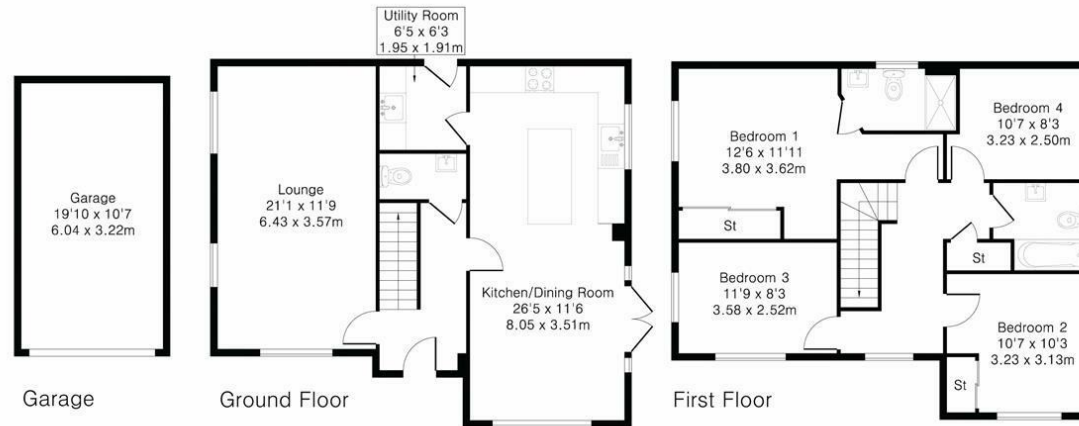 Utility Room
6'5 x 6'3
1.95 x 1.91m
Garage
19'10 x 10'7
6.04 x 3.22m
Lounge
21'1 x 11'9
6.43 x 3.57m
Kitchen/Dining Room
26'5 x 11'6
8.05 x 3.51m
Bedroom 1
12'6 x 11'11
3.80 x 3.62m
Bedroom 4
10'7 x 8'3
3.23 x 2.50m
St
St
Bedroom 3
11'9 x 8'3
3.58 x 2.52m
Bedroom 2
10'7 x 10'3
3.23 x 3.13m
St
Garage
Ground Floor
First Floor